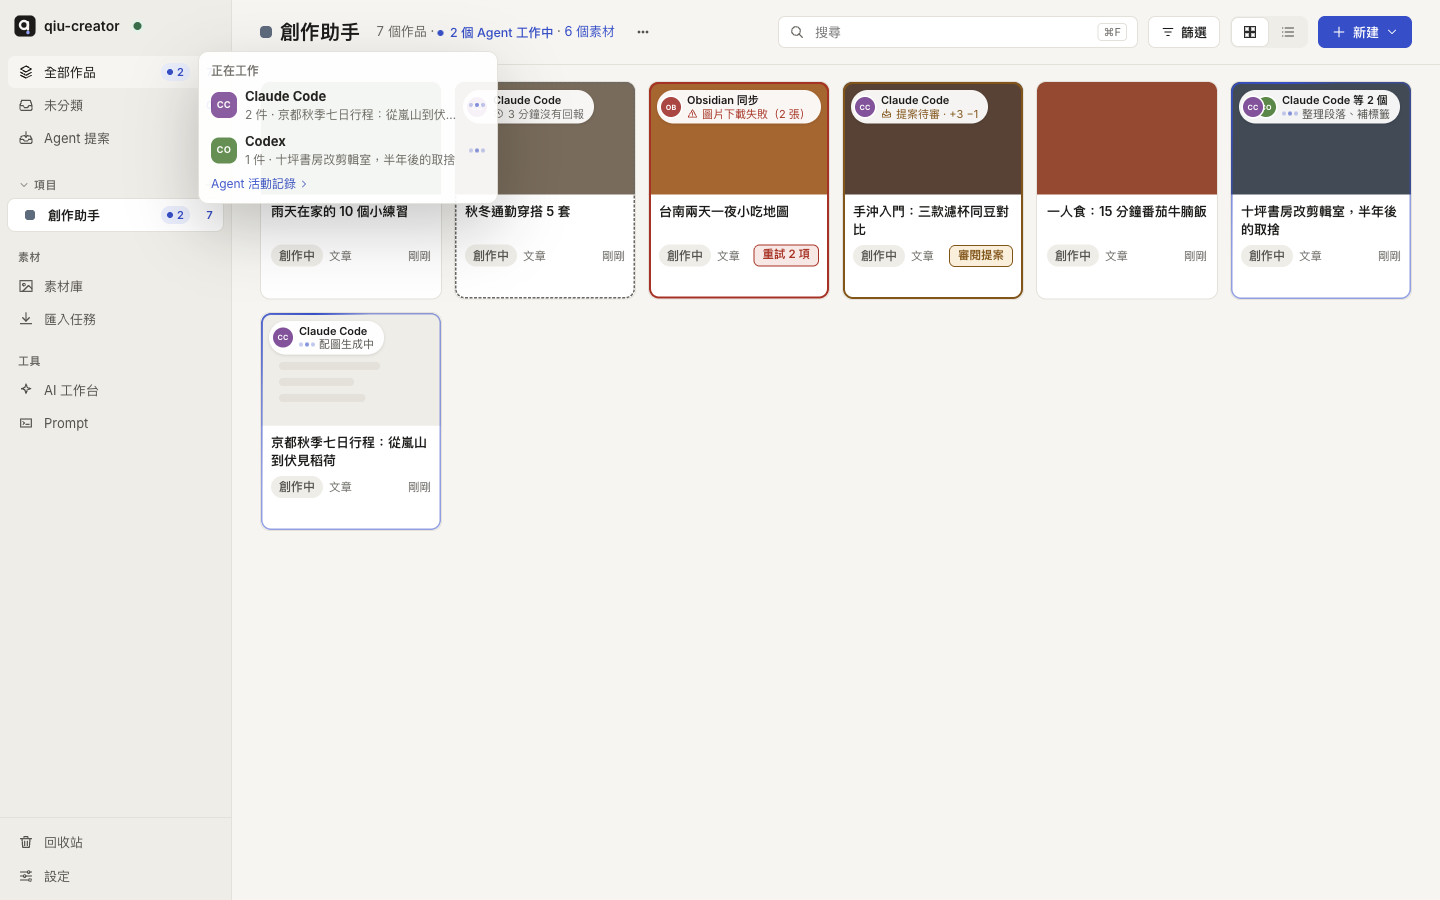 qiu-creator
全部作品 2
未分類
Agent 提案
項目
創作助手 2 7
素材
素材庫
匯入任務
工具
AI 工作台
Prompt
回收站
設定
創作助手 7 個作品 · 2 個 Agent 工作中 · 6 個素材
搜尋 ⌘F
篩選
新建
正在工作
CC Claude Code
2 件 · 京都秋季七日行程：從嵐山到伏...
CO Codex
1 件 · 十坪書房改剪輯室，半年後的取捨
Agent 活動記錄
雨天在家的 10 個小練習
創作中 文章 剛剛
Claude Code
3 分鐘沒有回報
秋冬通勤穿搭 5 套
創作中 文章 剛剛
OB Obsidian 同步
圖片下載失敗（2 張）
台南兩天一夜小吃地圖
創作中 文章 重試 2 項
CC Claude Code
提案待審 · +3 −1
手沖入門：三款濾杯同豆對
比
創作中 文章 審閱提案
一人食：15 分鐘番茄牛腩飯
創作中 文章 剛剛
CC Claude Code 等 2 個
整理段落、補標籤
十坪書房改剪輯室，半年後
的取捨
創作中 文章 剛剛
CC Claude Code
配圖生成中
京都秋季七日行程：從嵐山
到伏見稻荷
創作中 文章 剛剛